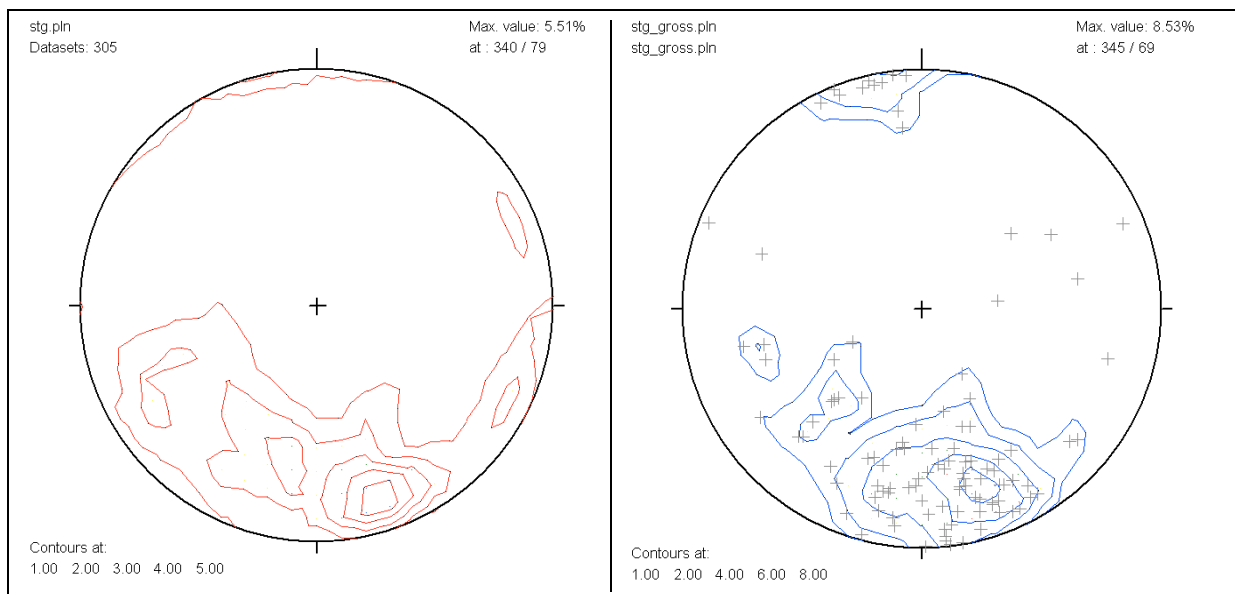 stg.pln
Datasets: 305
Max. value: 5.51%
at : 340 / 79
Contours at:
1.00 2.00 3.00 4.00 5.00
stg_gross.pln
stg_gross.pln
Max. value: 8.53%
at : 345 / 69
Contours at:
1.00 2.00 4.00 6.00 8.00